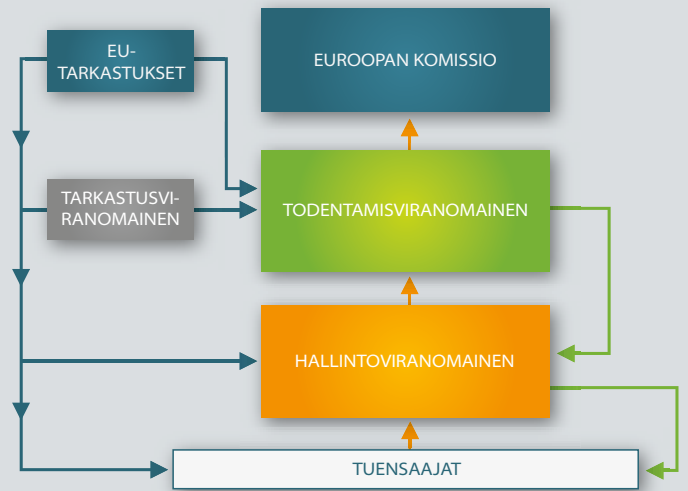 EU-
TARKASTUKSET
EUROOPAN KOMISSIO
TARKASTUSVI-
RANOMAINEN
TODENTAMISVIRANOMAINEN
HALLINTOVIRANOMAINEN
TUENSAAJAT